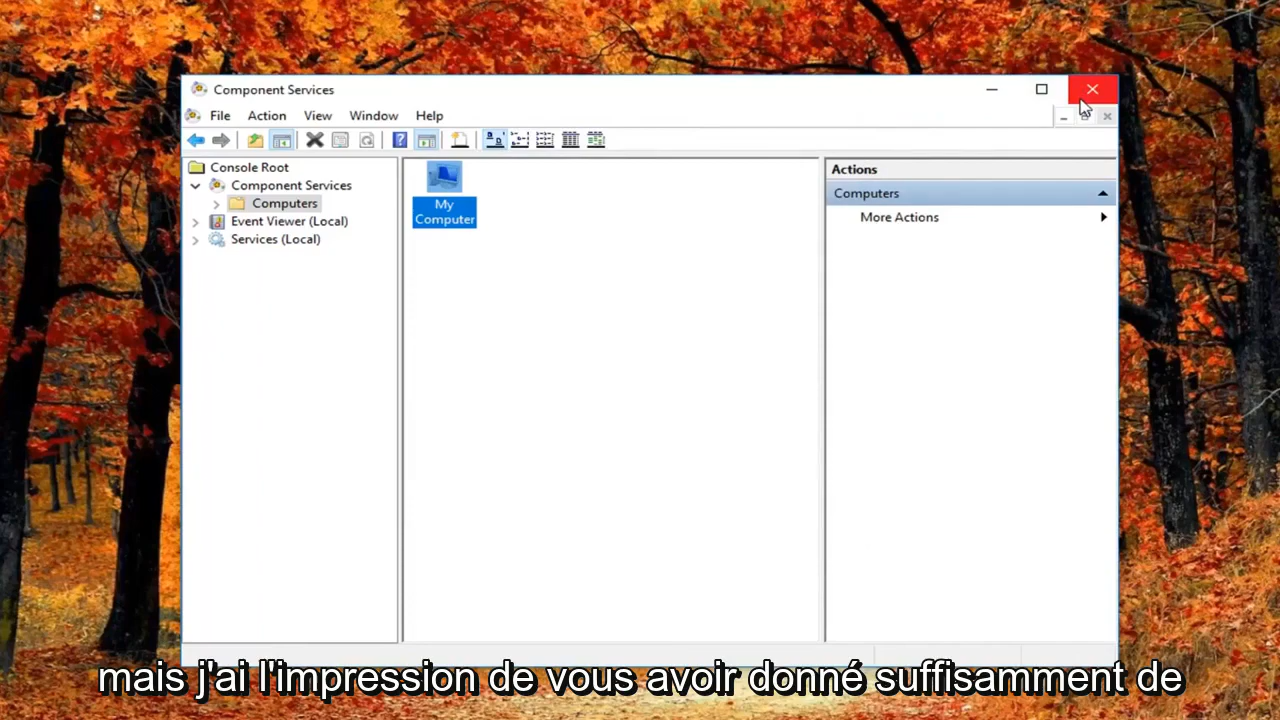 Component Services
File Action View Window Help
Console Root
Component Services
Computers
Event Viewer (Local)
Services (Local)
My
Computer
Actions
Computers
More Actions
mais j'ai l'impression de vous avoir donné suffisamment de